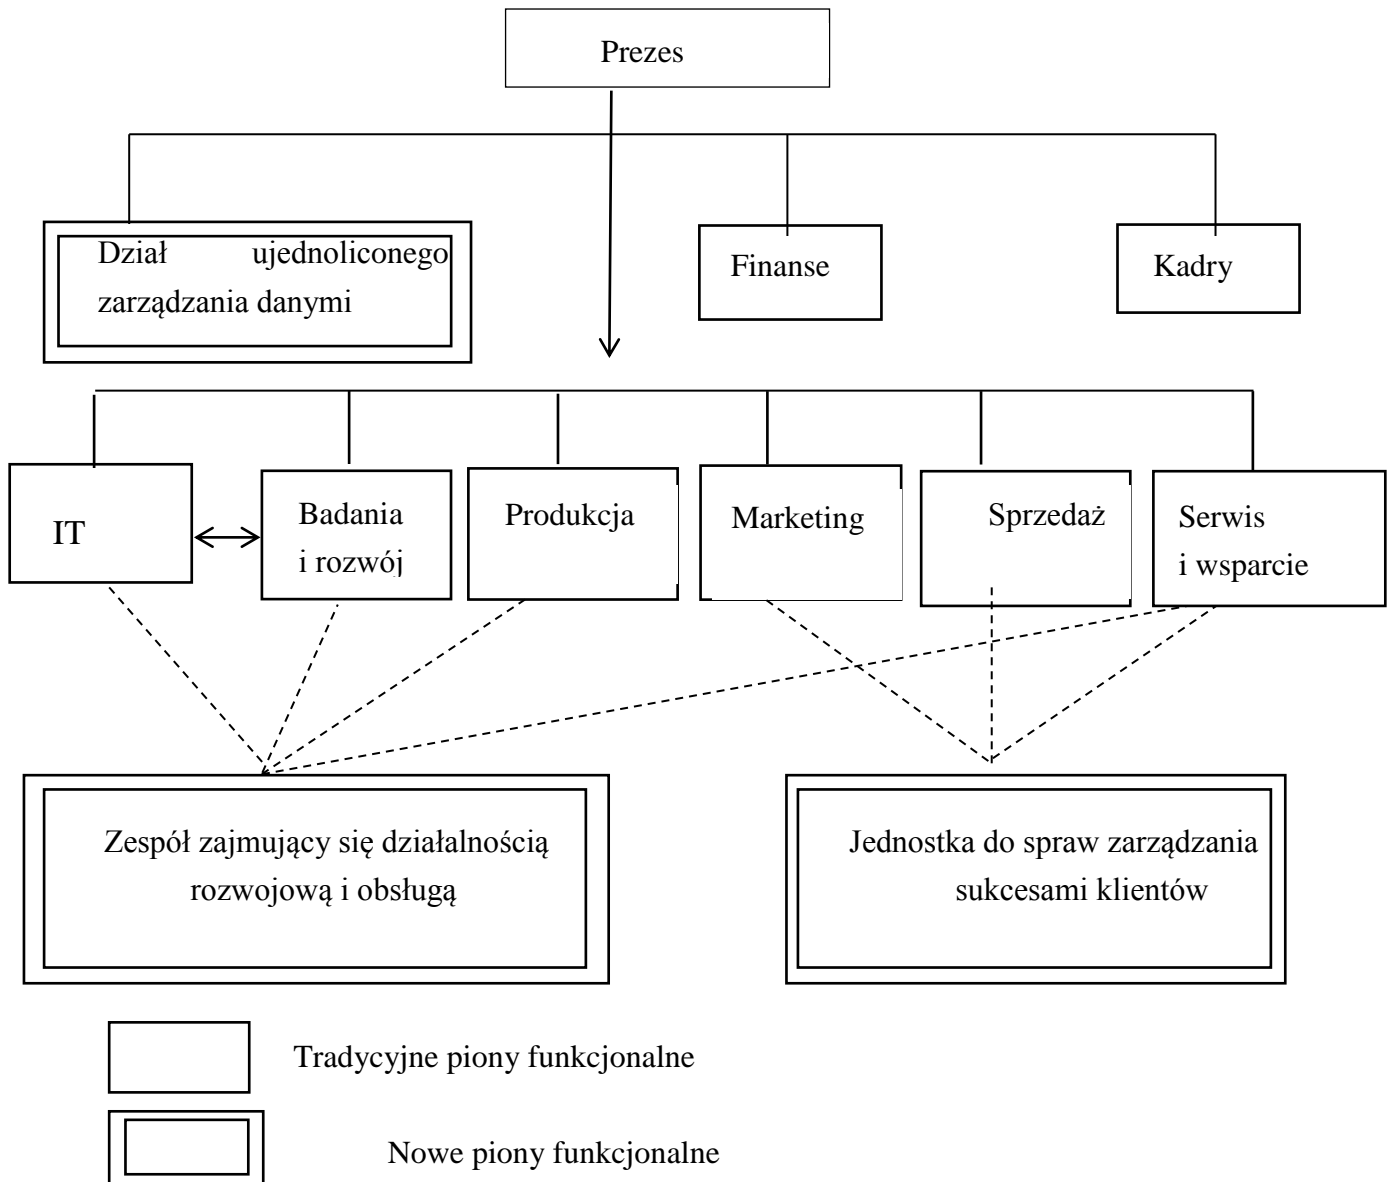 Prezes
Dział ujednoliconego
zarządzania danymi
Finanse
Kadry
IT
Badania
i rozwój
Produkcja
Marketing
Sprzedaż
Serwis
i wsparcie
Zespół zajmujący się działalnością
rozwojową i obsługą
Jednostka do spraw zarządzania
sukcesami klientów
Tradycyjne piony funkcjonalne
Nowe piony funkcjonalne